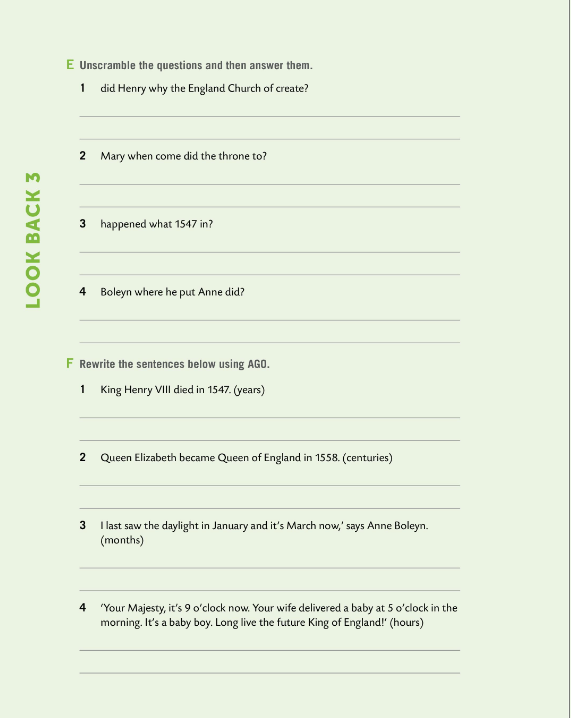 LOOK BACK 3
E Unscramble the questions and then answer them.
1 did Henry why the England Church of create?
2 Mary when come did the throne to?
3 happened what 1547 in?
4 Boleyn where he put Anne did?
F Rewrite the sentences below using AGO.
1 King Henry VIII died in 1547. (years)
2 Queen Elizabeth became Queen of England in 1558. (centuries)
3 I last saw the daylight in January and it's March now,' says Anne Boleyn.
(months)
4 'Your Majesty, it's 9 o'clock now. Your wife delivered a baby at 5 o'clock in the
morning. It's a baby boy. Long live the future King of England!' (hours)